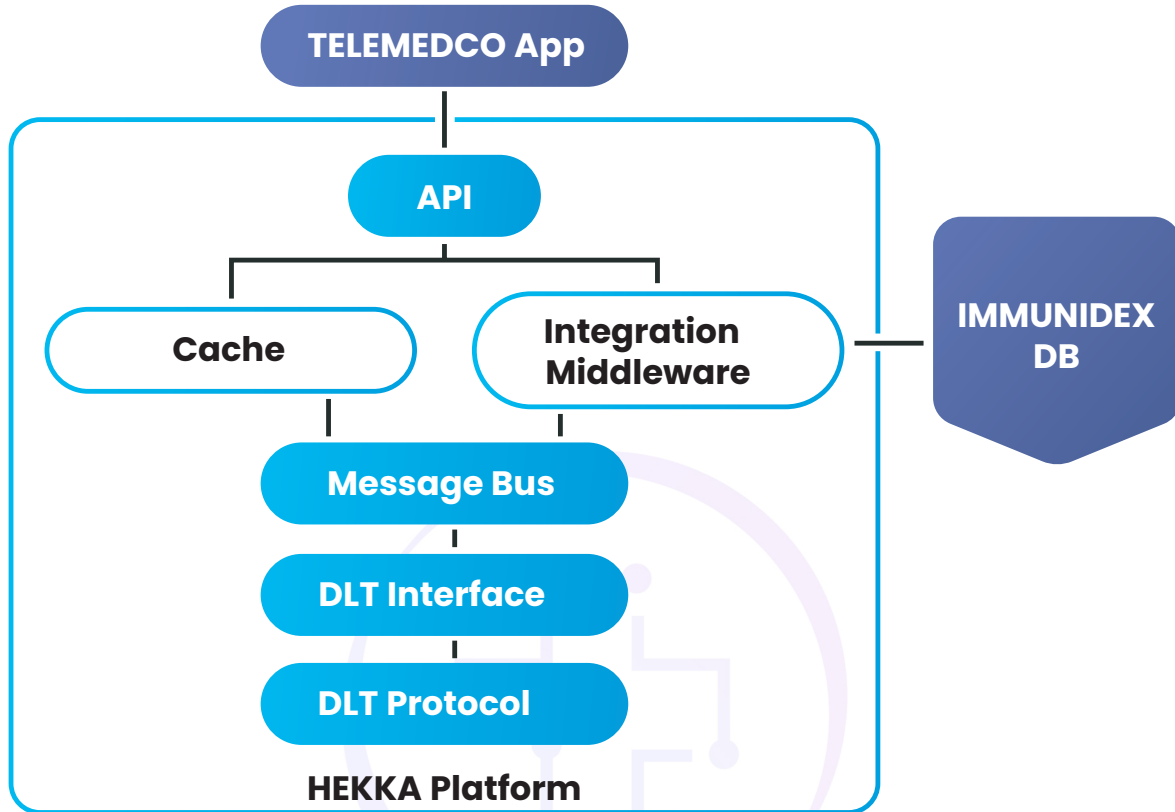 TELEMEDCO App
API
Cache
Integration
Middleware
IMMUNIDEX
DB
Message Bus
DLT Interface
DLT Protocol
HEKKA Platform